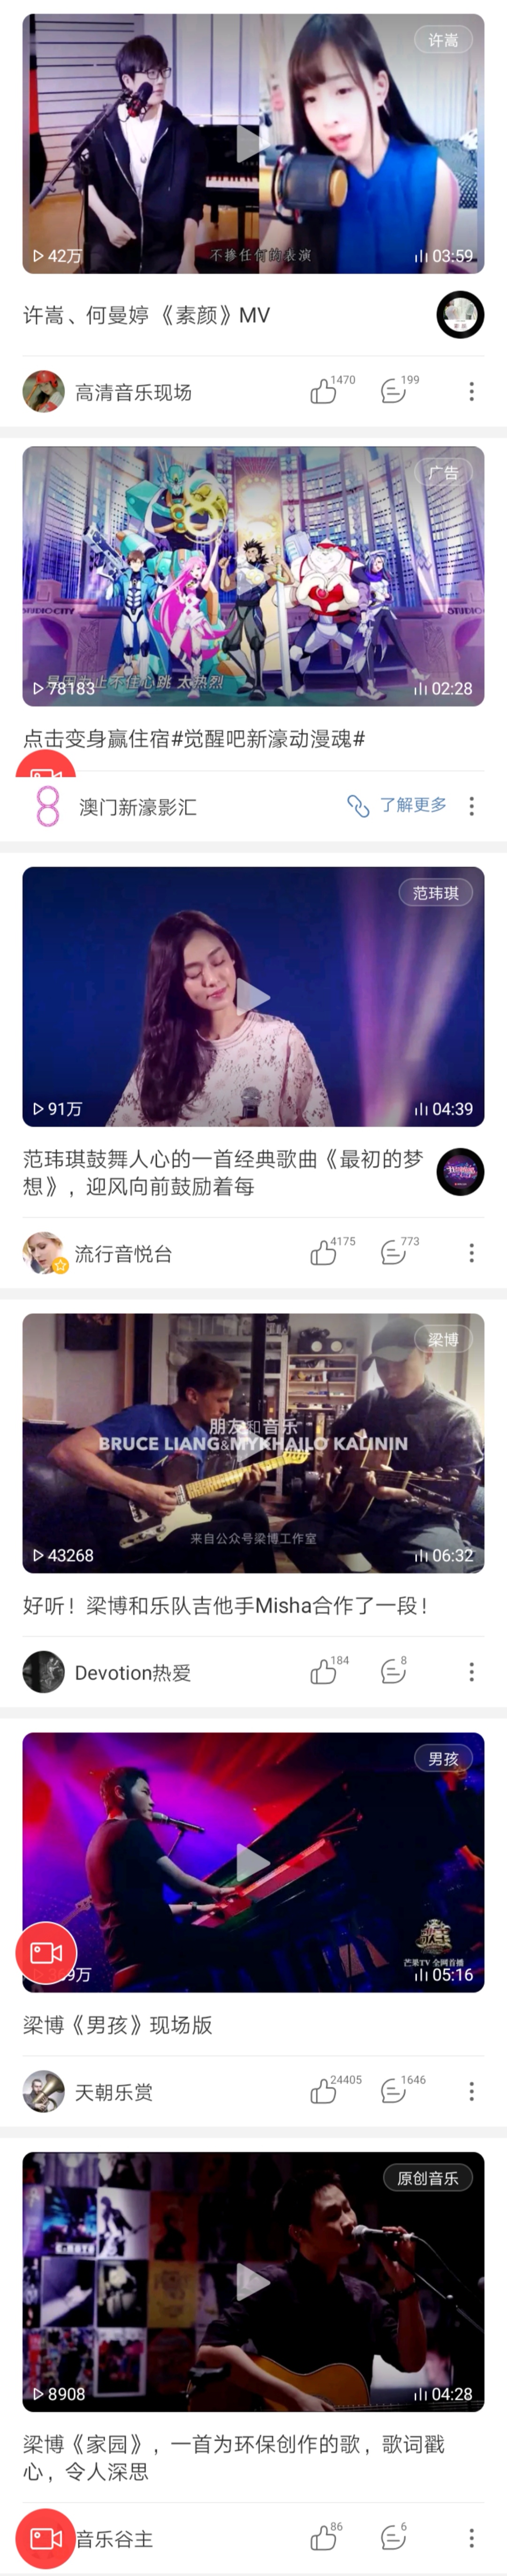 许嵩
不掺任何的表演
42万
03:59
许嵩、何曼婷 《素颜》MV
高清音乐现场
1470
199
广告
STUDIO CITY
STUDIO
是因为止不住心跳 太热烈
78183
02:28
点击变身赢住宿#觉醒吧新濠动漫魂#
澳门新濠影汇
了解更多
范玮琪
91万
04:39
范玮琪鼓舞人心的一首经典歌曲《最初的梦
想》，迎风向前鼓励着每
流行音悦台
4175
773
梁博
朋友和音乐
BRUCE LIANG&MYKHAILO KALININ
来自公众号梁博工作室
43268
06:32
好听！梁博和乐队吉他手Misha合作了一段！
Devotion热爱
184
8
男孩
歌手
芒果TV 全网首播
9万
05:16
梁博《男孩》现场版
天朝乐赏
24405
1646
原创音乐
8908
04:28
梁博《家园》，一首为环保创作的歌，歌词戳
心，令人深思
音乐谷主
86
6